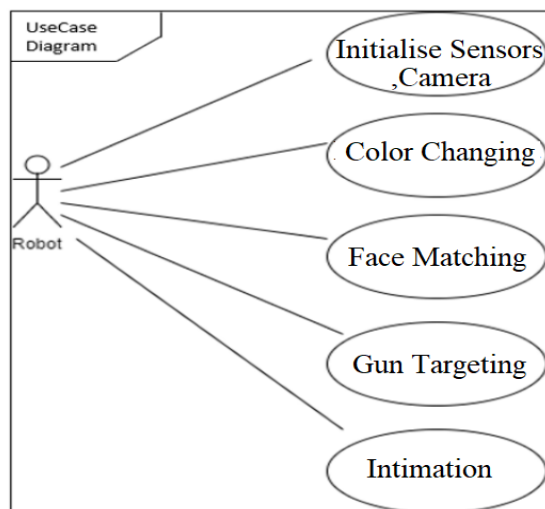 UseCase
Diagram
Initialise Sensors
,Camera
Color Changing
Face Matching
Robot
Gun Targeting
Intimation